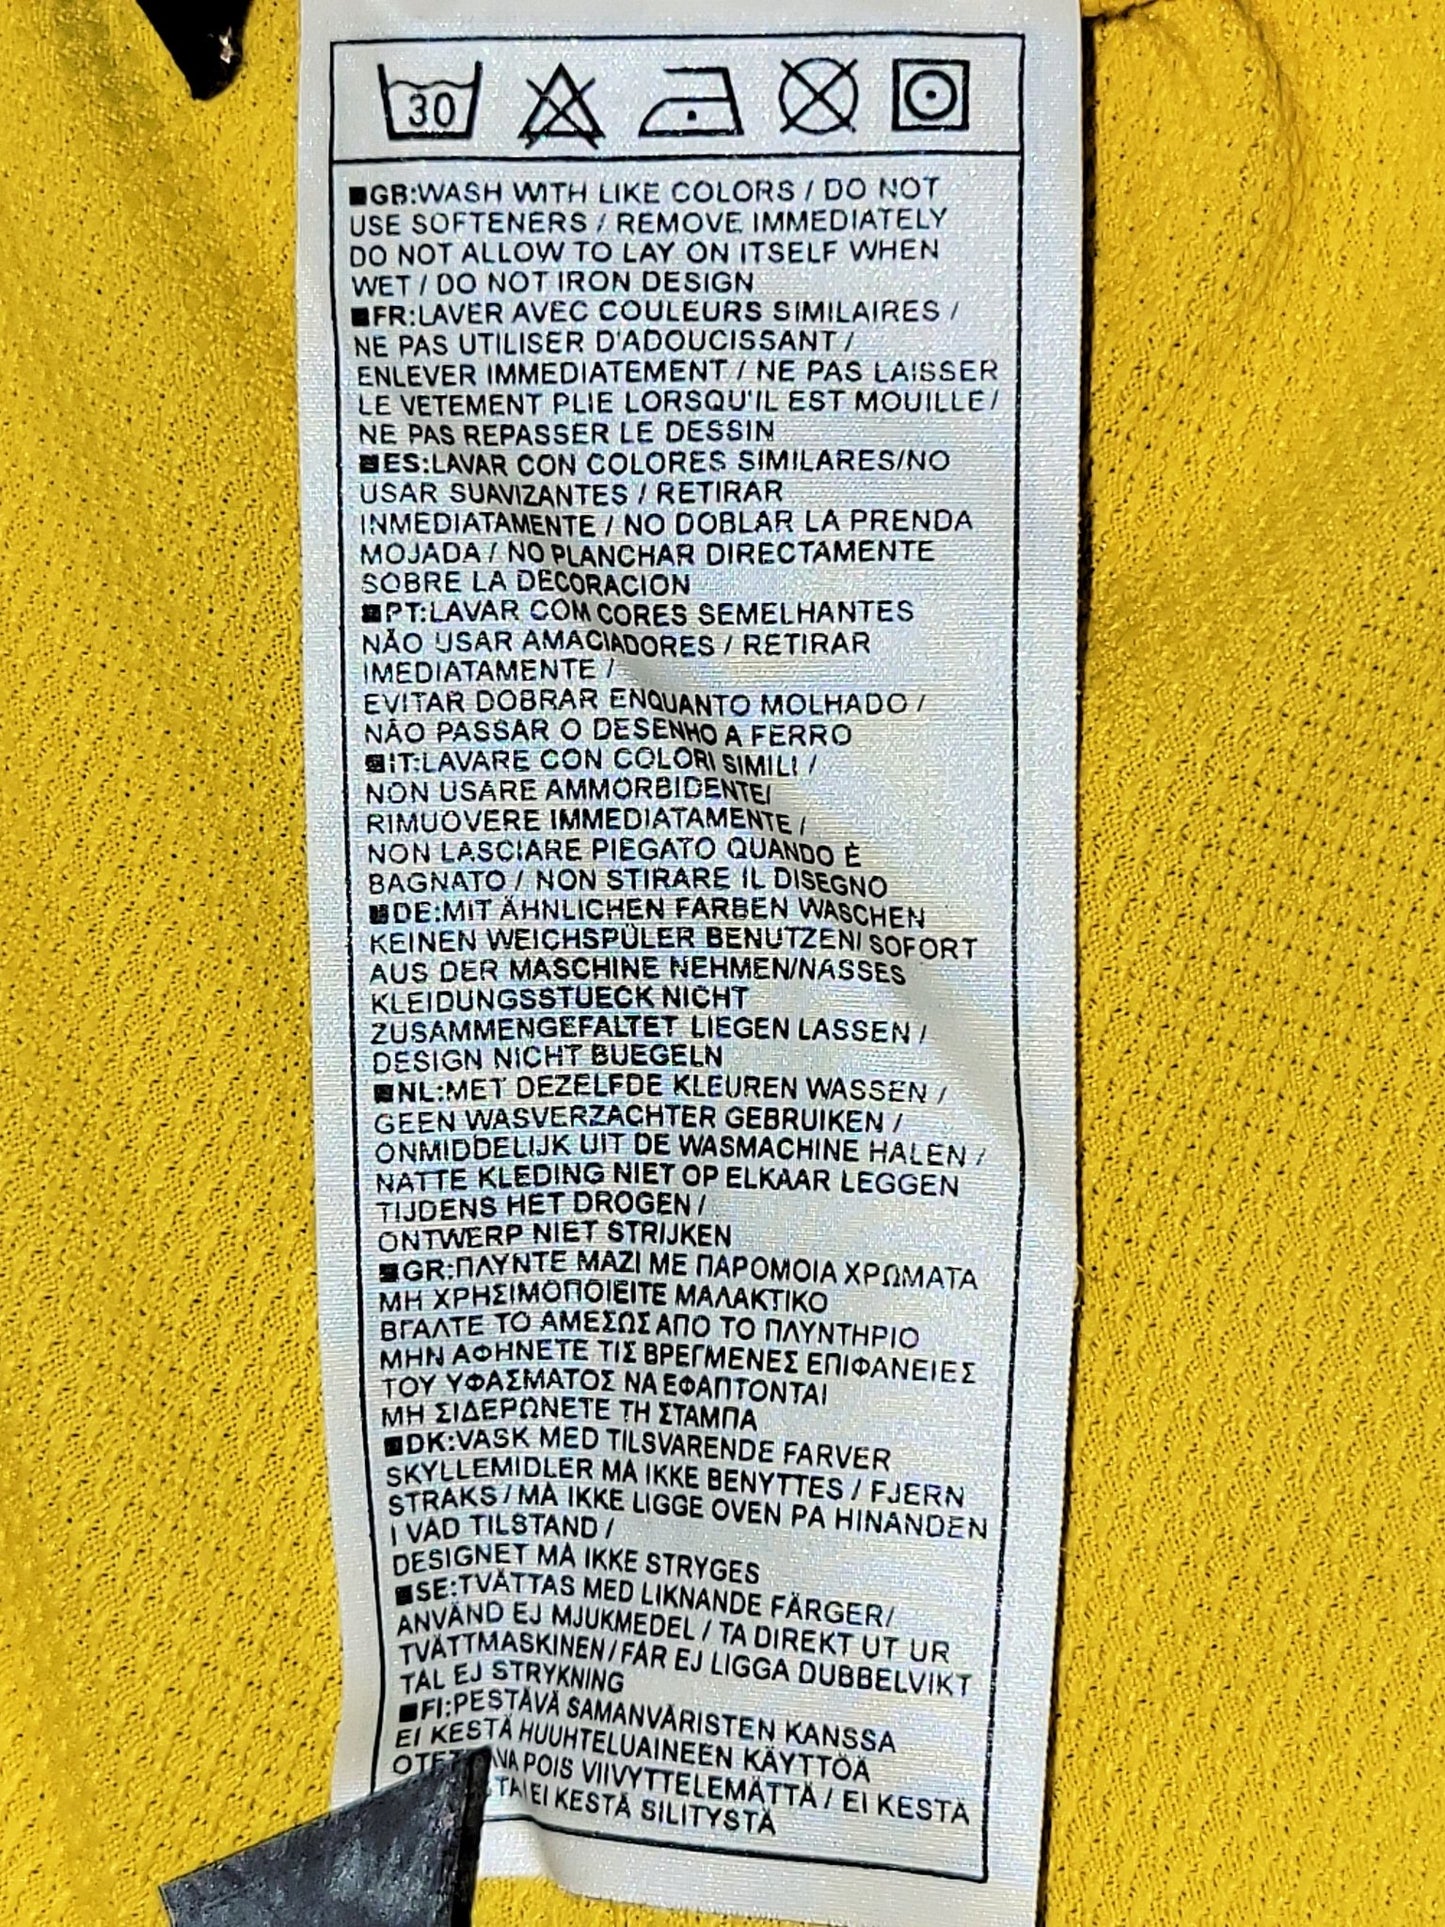 30
GB:WASH WITH LIKE COLORS / DO NOT
USE SOFTENERS / REMOVE IMMEDIATELY
DO NOT ALLOW TO LAY ON ITSELF WHEN
WET / DO NOT IRON DESIGN
FR:LAVER AVEC COULEURS SIMILAIRES /
NE PAS UTILISER D'ADOUCISSANT /
ENLEVER IMMEDIATEMENT / NE PAS LAISSER
LE VETEMENT PLIE LORSQU'IL EST MOUILLE /
NE PAS REPASSER LE DESSIN
ES:LAVAR CON COLORES SIMILARES/NO
USAR SUAVIZANTES / RETIRAR
INMEDIATAMENTE / NO DOBLAR LA PRENDA
MOJADA / NO PLANCHAR DIRECTAMENTE
SOBRE LA DECORACION
PT:LAVAR COM CORES SEMELHANTES
NÃO USAR AMACIADORES / RETIRAR
IMEDIATAMENTE /
EVITAR DOBRAR ENQUANTO MOLHADO /
NÃO PASSAR O DESENHO A FERRO
IT:LAVARE CON COLORI SIMILI /
NON USARE AMMORBIDENTE/
RIMUOVERE IMMEDIATAMENTE /
NON LASCIARE PIEGATO QUANDO È
BAGNATO / NON STIRARE IL DISEGNO
DE:MIT ÄHNLICHEN FARBEN WASCHEN
KEINEN WEICHSPÜLER BENUTZEN/ SOFORT
AUS DER MASCHINE NEHMEN/NASSES
KLEIDUNGSSTUECK NICHT
ZUSAMMENGEFALTET LIEGEN LASSEN /
DESIGN NICHT BUEGELN
NL:MET DEZELFDE KLEUREN WASSEN /
GEEN WASVERZACHTER GEBRUIKEN /
ONMIDDELIJK UIT DE WASMACHINE HALEN /
NATTE KLEDING NIET OP ELKAAR LEGGEN
TIJDENS HET DROGEN /
ONTWERP NIET STRIJKEN
GR:ΠΛΥΝΤΕ ΜΑΖΙ ΜΕ ΠΑΡΟΜΟΙΑ ΧΡΩΜΑΤΑ
ΜΗ ΧΡΗΣΙΜΟΠΟΙΕΙΤΕ ΜΑΛΑΚΤΙΚΟ
ΒΓΑΛΤΕ ΤΟ ΑΜΕΣΩΣ ΑΠΟ ΤΟ ΠΛΥΝΤΗΡΙΟ
ΜΗΝ ΑΦΗΝΕΤΕ ΤΙΣ ΒΡΕΓΜΕΝΕΣ ΕΠΙΦΑΝΕΙΕΣ
ΤΟΥ ΥΦΑΣΜΑΤΟΣ ΝΑ ΕΦΑΠΤΟΝΤΑΙ
ΜΗ ΣΙΔΕΡΩΝΕΤΕ ΤΗ ΣΤΑΜΠΑ
DK:VASK MED TILSVARENDE FARVER
SKYLLEMIDLER MA IKKE BENYTTES / FJERN
STRAKS / MÅ IKKE LIGGE OVEN PA HINANDEN
I VAD TILSTAND /
DESIGNET MA IKKE STRYGES
SE:TVÄTTAS MED LIKNANDE FÄRGER/
ANVÄND EJ MJUKMEDEL / TA DIREKT UT UR
TVÄTTMASKINEN / FÅR EJ LIGGA DUBBELVIKT
TAL EJ STRYKNING
FI:PESTÄVÄ SAMANVÄRISTEN KANSSA
EI KESTÄ HUUHTELUAINEEN KÄYTTÖÄ
POIS VIIVYTTELEMÄTTÄ / EI KESTÄ
EI KESTÄ SILITYSTÄ